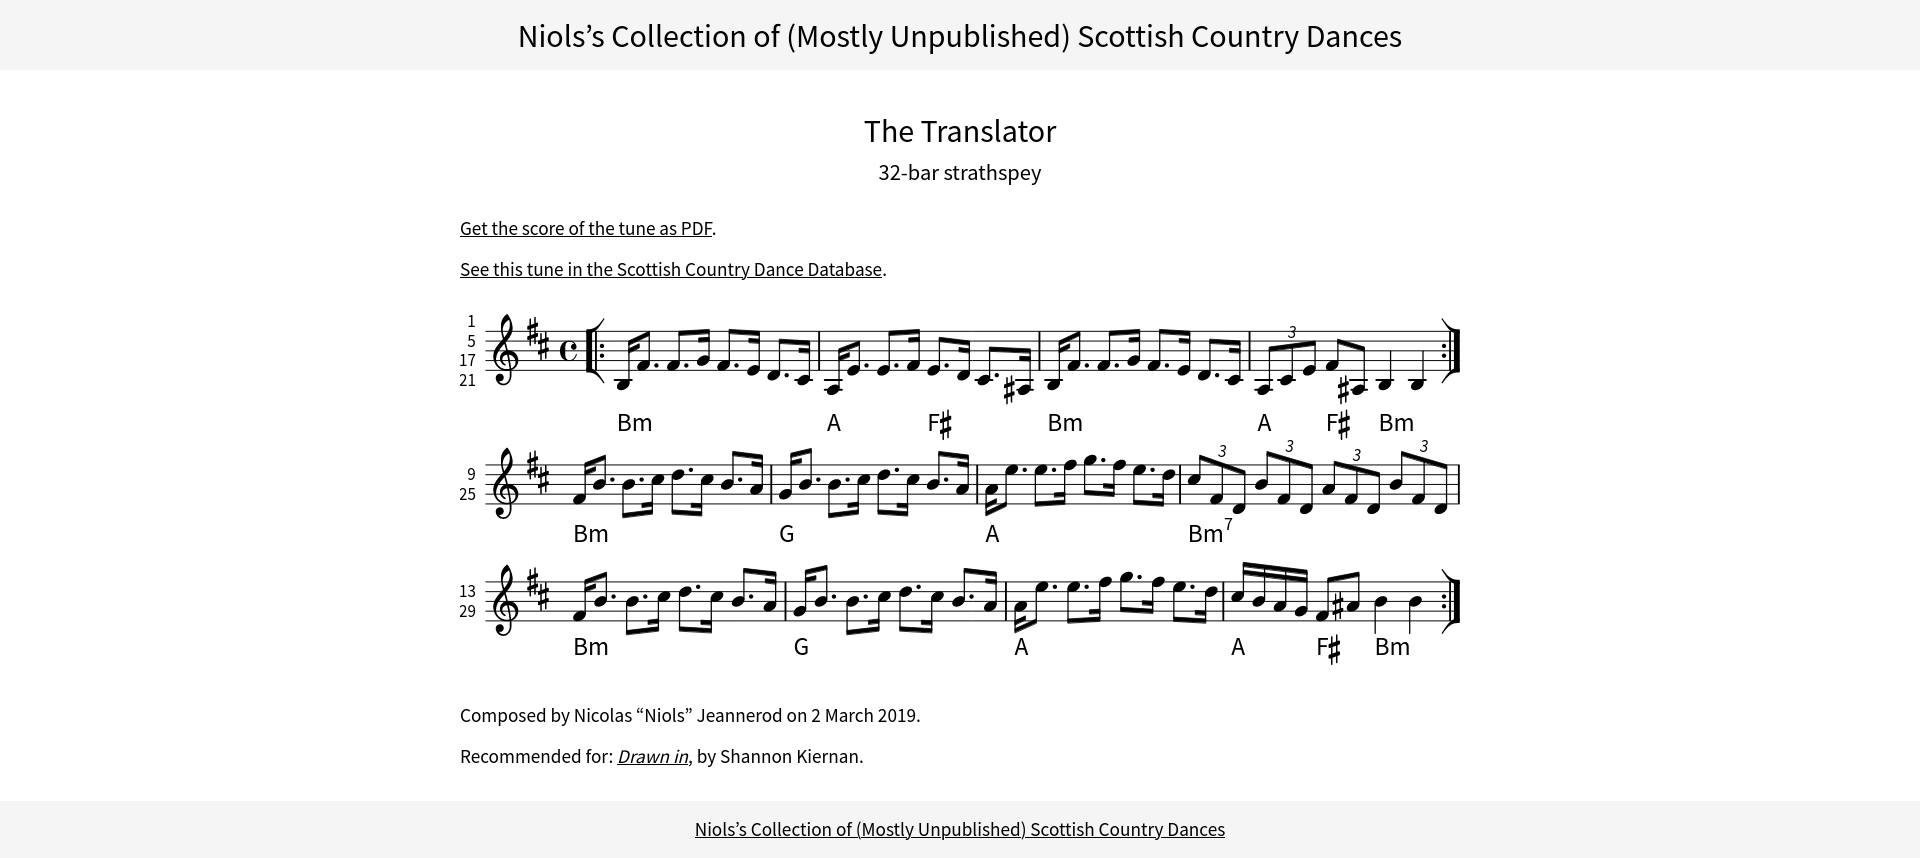 Niols’s Collection of (Mostly Unpublished) Scottish Country Dances
The Translator
32-bar strathspey
Get the score of the tune as PDF.
See this tune in the Scottish Country Dance Database.
1
5
17
21
3
Bm A F♯ Bm A F♯ Bm
9
25
3 3 3 3
Bm G A Bm7
13
29
Bm G A A F♯ Bm
Composed by Nicolas “Niols” Jeannerod on 2 March 2019.
Recommended for: Drawn in, by Shannon Kiernan.
Niols’s Collection of (Mostly Unpublished) Scottish Country Dances